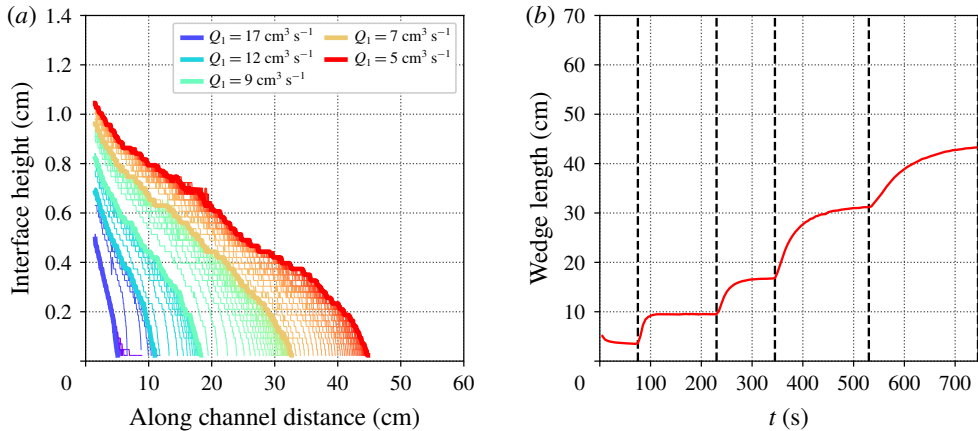 (a)
1.4
1.2
1.0
0.8
0.6
0.4
0.2
0
10
20
30
40
50
60
Interface height (cm)
Along channel distance (cm)
Q₁ = 17 cm³ s⁻¹
Q₁ = 12 cm³ s⁻¹
Q₁ = 9 cm³ s⁻¹
Q₁ = 7 cm³ s⁻¹
Q₁ = 5 cm³ s⁻¹
(b)
70
60
50
40
30
20
10
0
100
200
300
400
500
600
700
Wedge length (cm)
t (s)